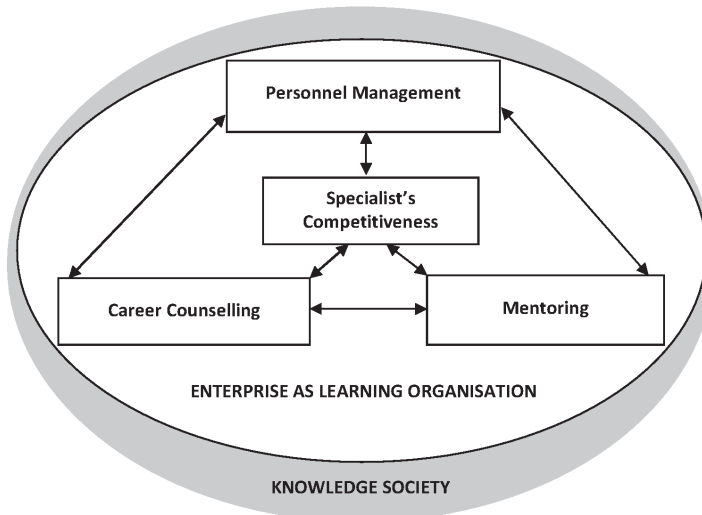 Personnel Management
Specialist's
Competitiveness
Career Counselling
Mentoring
ENTERPRISE AS LEARNING ORGANISATION
KNOWLEDGE SOCIETY